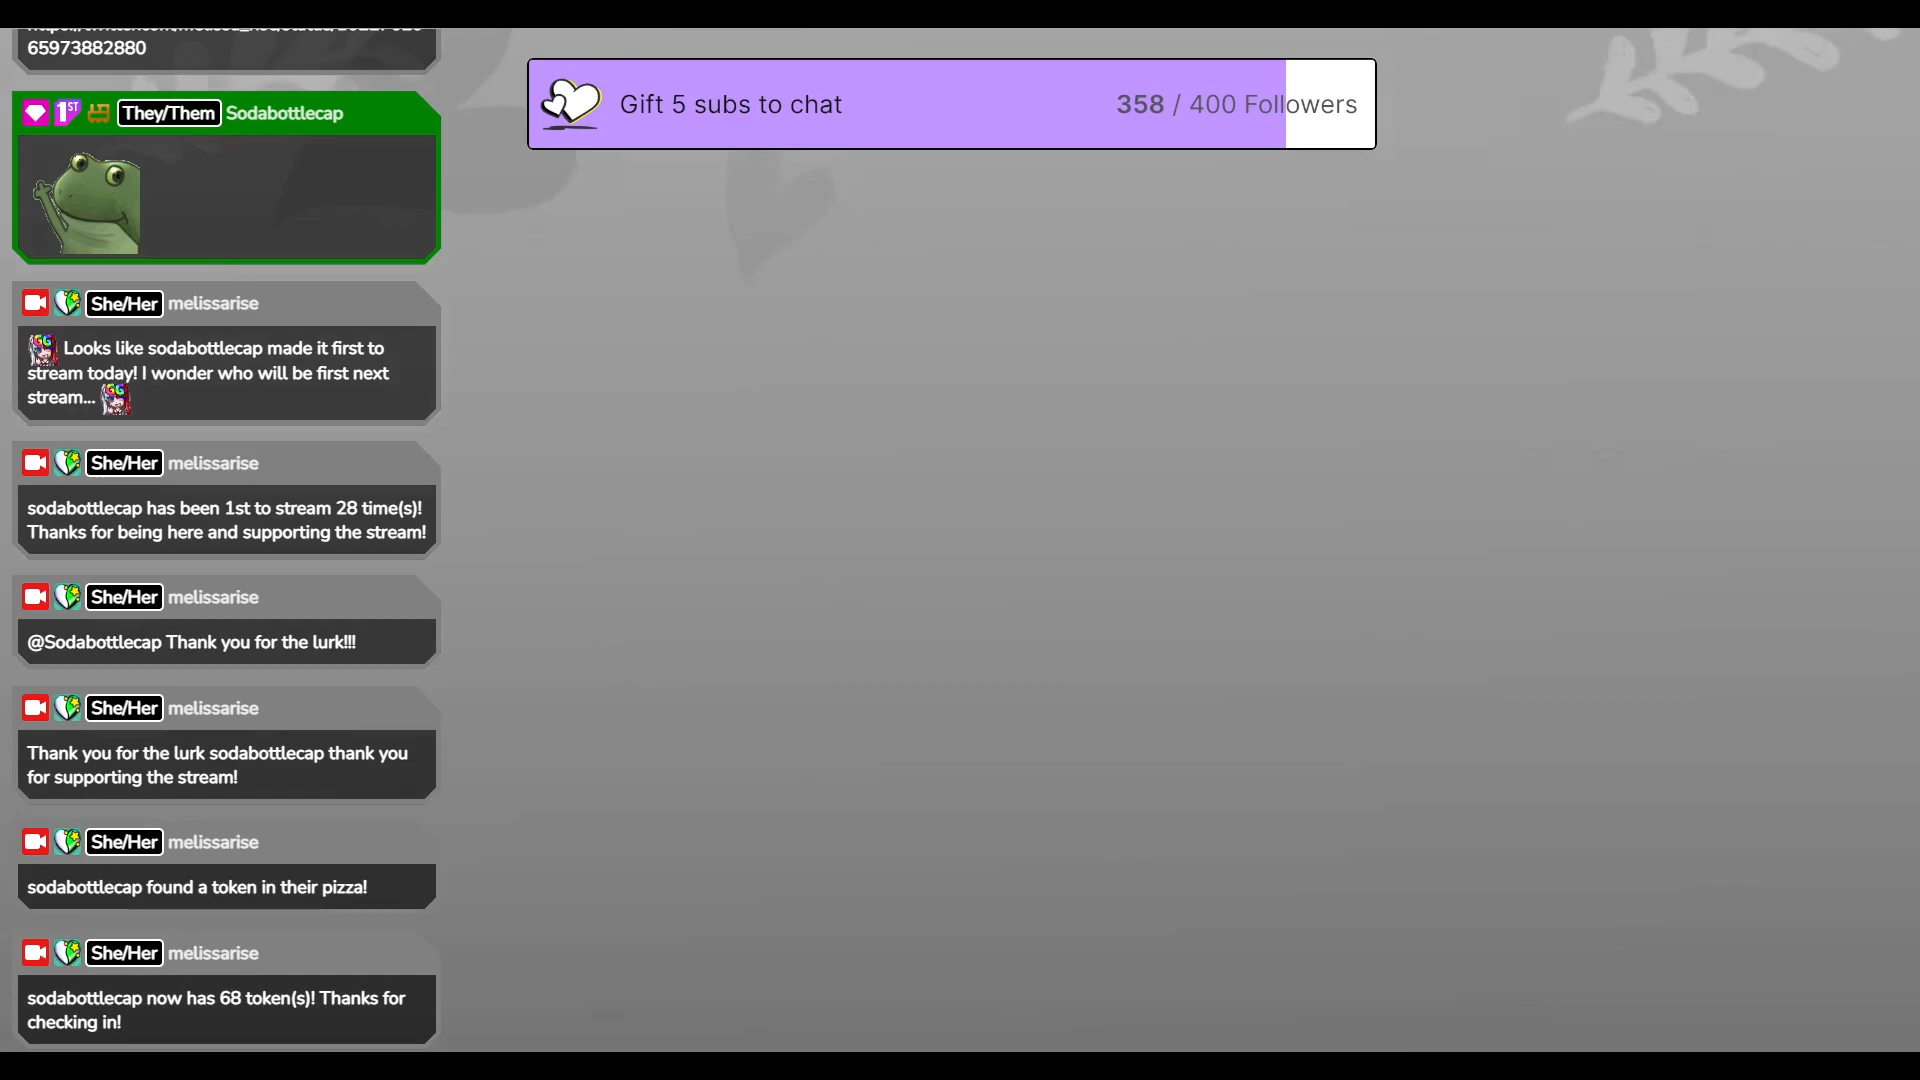 65973882880
1ST They/Them Sodabottlecap
She/Her melissarise
GG Looks like sodabottlecap made it first to
stream today! I wonder who will be first next
stream... GG
She/Her melissarise
sodabottlecap has been 1st to stream 28 time(s)!
Thanks for being here and supporting the stream!
She/Her melissarise
@Sodabottlecap Thank you for the lurk!!!
She/Her melissarise
Thank you for the lurk sodabottlecap thank you
for supporting the stream!
She/Her melissarise
sodabottlecap found a token in their pizza!
She/Her melissarise
sodabottlecap now has 68 token(s)! Thanks for
checking in!
Gift 5 subs to chat 358 / 400 Followers